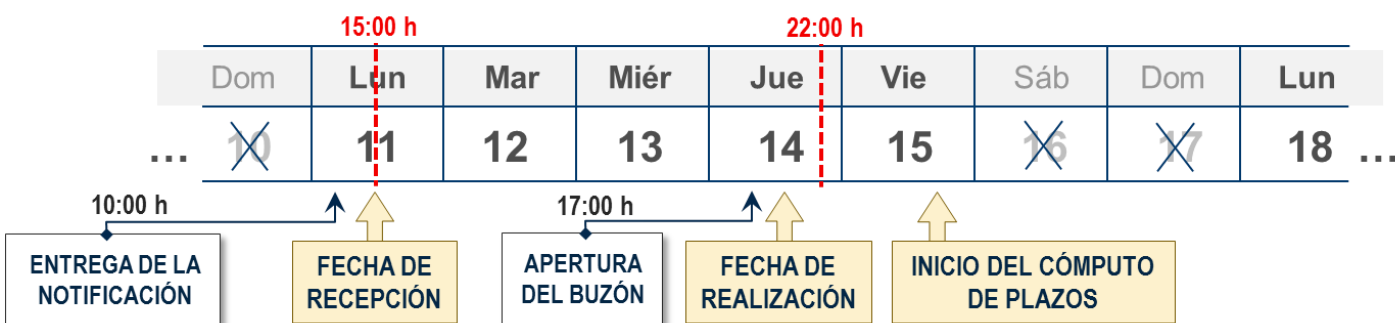 15:00 h 22:00 h
Dom Lun Mar Miér Jue Vie Sáb Dom Lun
... 10 11 12 13 14 15 16 17 18 ...
10:00 h 17:00 h
ENTREGA DE LA
NOTIFICACIÓN
FECHA DE
RECEPCIÓN
APERTURA
DEL BUZÓN
FECHA DE
REALIZACIÓN
INICIO DEL CÓMPUTO
DE PLAZOS